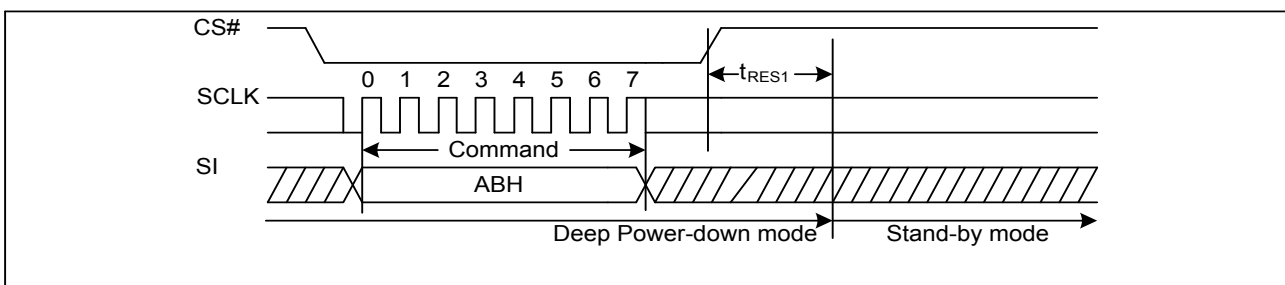 CS#
tRES1
0 1 2 3 4 5 6 7
SCLK
Command
SI
ABH
Deep Power-down mode Stand-by mode